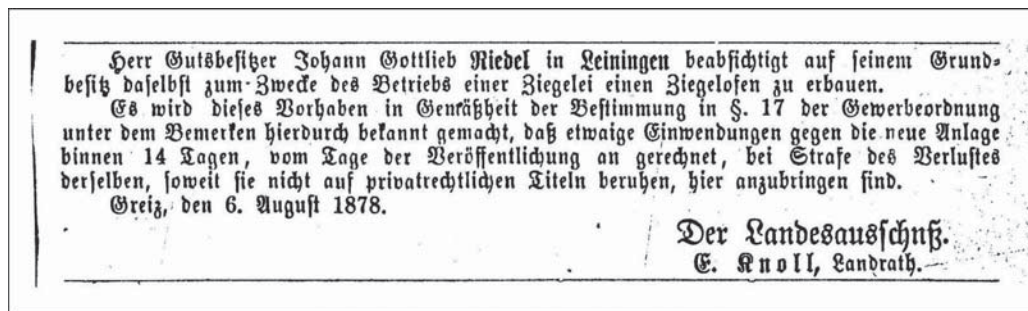 Herr Gutsbesitzer Johann Gottlieb Riedel in Leiningen beabsichtigt auf seinem Grund-
besitz daselbst zum Zwecke des Betriebs einer Ziegelei einen Ziegelofen zu erbauen.
Es wird dieses Vorhaben in Gemäßheit der Bestimmung in §. 17 der Gewerbeordnung
unter dem Bemerken hierdurch bekannt gemacht, daß etwaige Einwendungen gegen die neue Anlage
binnen 14 Tagen, vom Tage der Veröffentlichung an gerechnet, bei Strafe des Verlustes
derselben, soweit sie nicht auf privatrechtlichen Titeln beruhen, hier anzubringen sind.
Greiz, den 6. August 1878.
Der Landesausschuß.
E. Knoll, Landrath.